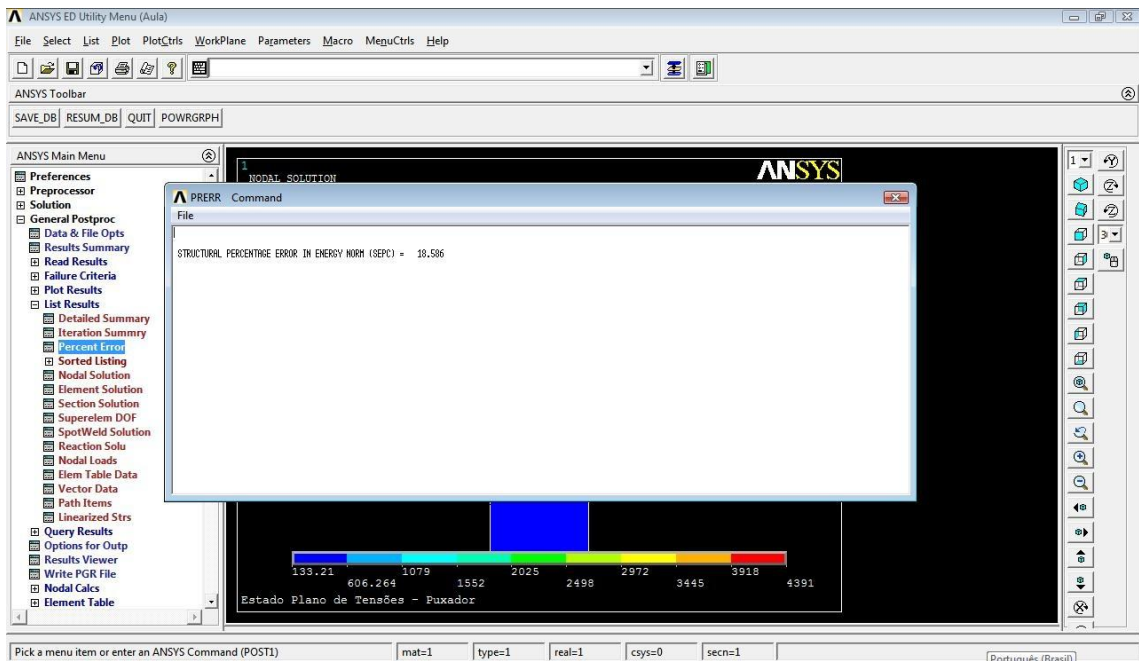 ANSYS ED Utility Menu (Aula)
File Select List Plot PlotCtrls WorkPlane Parameters Macro MenuCtrls Help
ANSYS Toolbar
SAVE_DB RESUM_DB QUIT POWRGRPH
ANSYS Main Menu
Preferences
Preprocessor
Solution
General Postproc
Data & File Opts
Results Summary
Read Results
Failure Criteria
Plot Results
List Results
Detailed Summary
Iteration Summry
Percent Error
Sorted Listing
Nodal Solution
Element Solution
Section Solution
Superelem DOF
SpotWeld Solution
Reaction Solu
Nodal Loads
Elem Table Data
Vector Data
Path Items
Linearized Strs
Query Results
Options for Outp
Results Viewer
Write PGR File
Nodal Calcs
Element Table
1
NODAL SOLUTION
ANSYS
PRERR Command
File
STRUCTURAL PERCENTAGE ERROR IN ENERGY NORM (SEPC) = 18.586
133.21 1079 2025 2972 3918
606.264 1552 2498 3445 4391
Estado Plano de Tensões - Puxador
1
Pick a menu item or enter an ANSYS Command (POST1) mat=1 type=1 real=1 csys=0 secn=1
Português (Brasil)